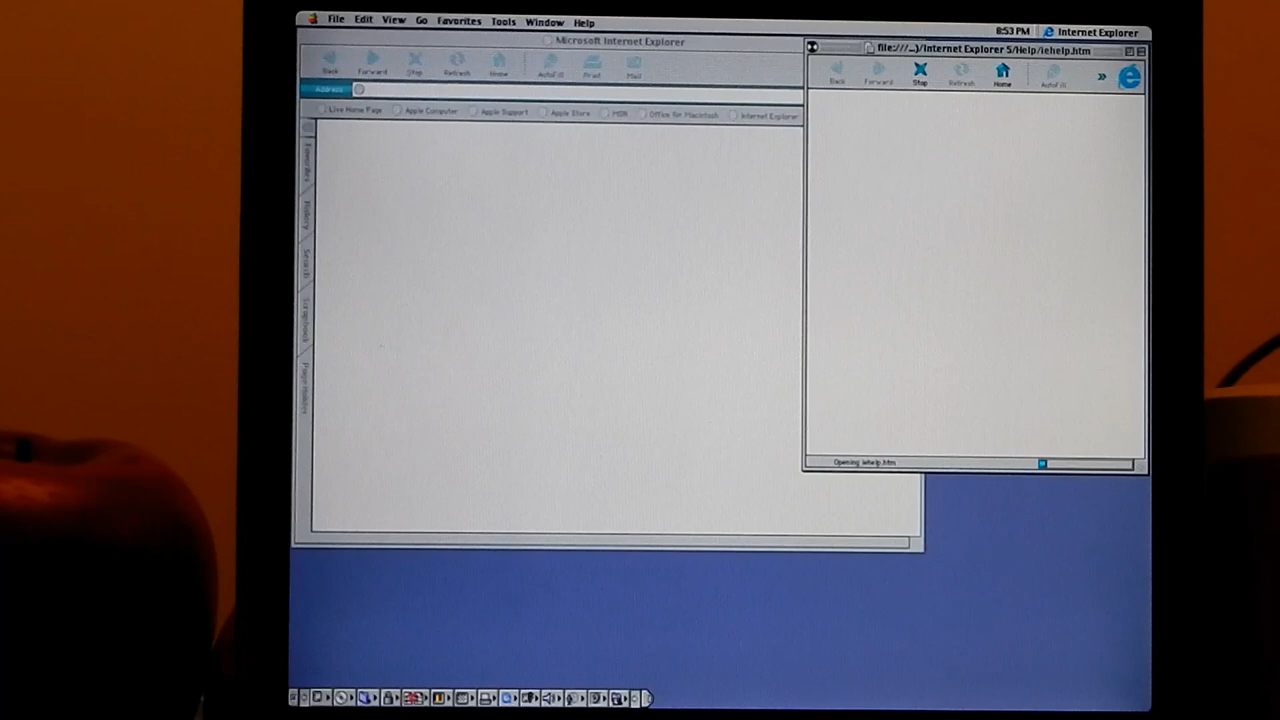 File Edit View Go Favorites Tools Window Help
8:53 PM Internet Explorer
Microsoft Internet Explorer
Back Forward Stop Refresh Home AutoFill Print Mail
Address
Live Home Page Apple Computer Apple Support Apple Store MSN Office for Macintosh Internet Explorer
Favorites
History
Search
Scrapbook
Page Holder
file:///_)/Internet Explorer 5/Help/iehelp.htm
Back Forward Stop Refresh Home AutoFill »
Opening iehelp.htm